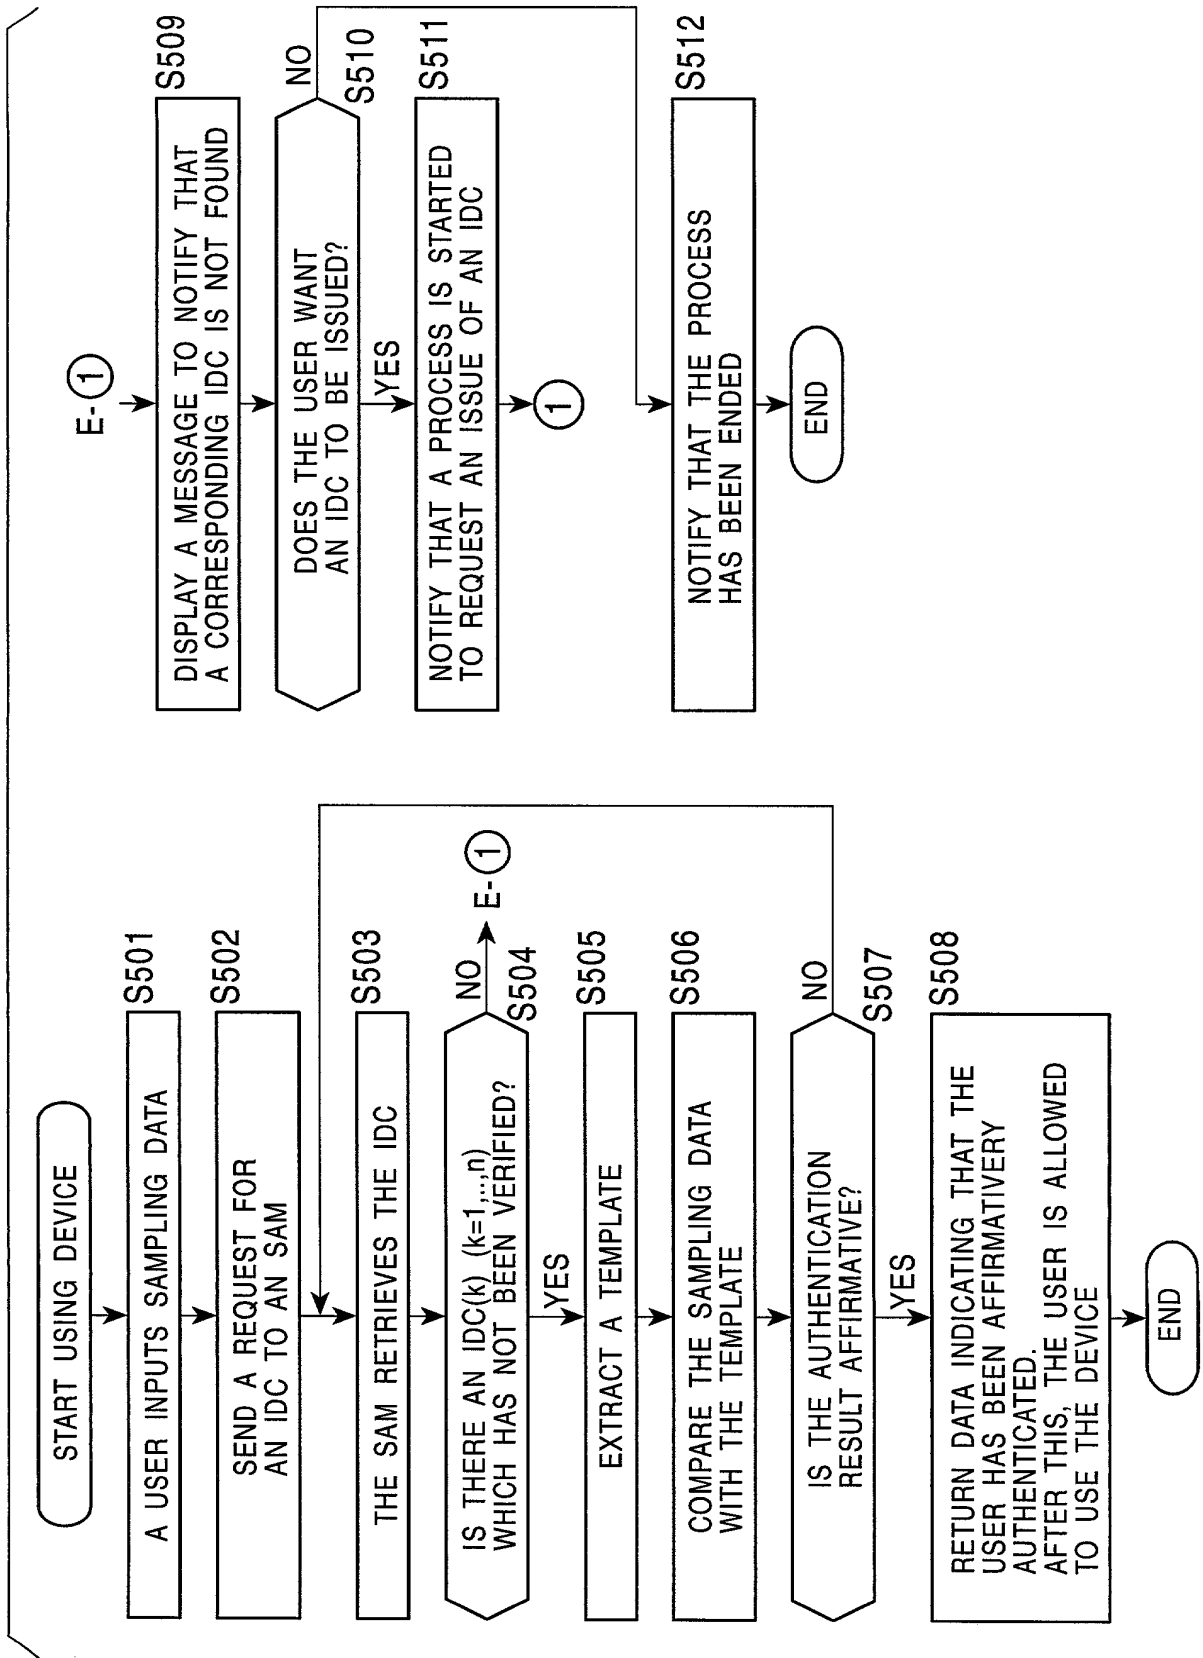 START USING DEVICE
A USER INPUTS SAMPLING DATA
S501
SEND A REQUEST FOR
AN IDC TO AN SAM
S502
THE SAM RETRIEVES THE IDC
S503
IS THERE AN IDC(k) (k=1,..,n)
WHICH HAS NOT BEEN VERIFIED?
S504
NO
E-1
YES
EXTRACT A TEMPLATE
S505
COMPARE THE SAMPLING DATA
WITH THE TEMPLATE
S506
IS THE AUTHENTICATION
RESULT AFFIRMATIVE?
S507
NO
YES
RETURN DATA INDICATING THAT THE
USER HAS BEEN AFFIRMATIVERY
AUTHENTICATED.
AFTER THIS, THE USER IS ALLOWED
TO USE THE DEVICE
S508
END
E-1
DISPLAY A MESSAGE TO NOTIFY THAT
A CORRESPONDING IDC IS NOT FOUND
S509
DOES THE USER WANT
AN IDC TO BE ISSUED?
S510
NO
YES
NOTIFY THAT A PROCESS IS STARTED
TO REQUEST AN ISSUE OF AN IDC
S511
1
NOTIFY THAT THE PROCESS
HAS BEEN ENDED
S512
END